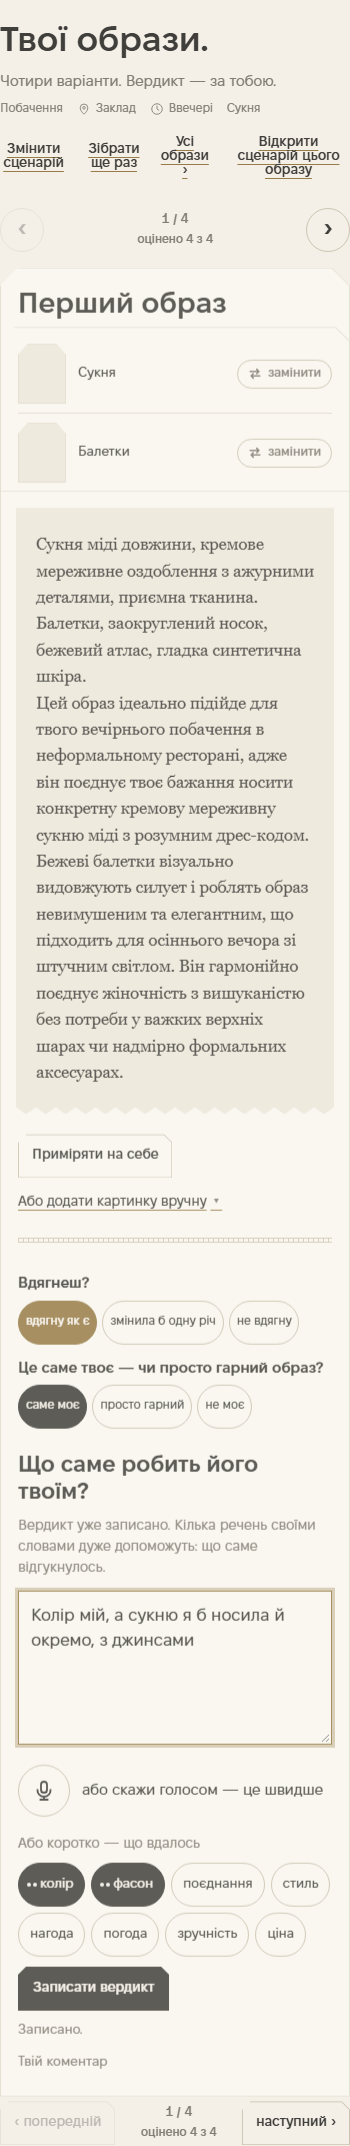 Твої образи.
Чотири варіанти. Вердикт — за тобою.
Побачення Заклад Ввечері Сукня
Змінити сценарій
Зібрати ще раз
Усі образи ›
Відкрити сценарій цього образу
‹
1 / 4
оцінено 4 з 4
›
Перший образ
Сукня ⇄ замінити
Балетки ⇄ замінити
Сукня міді довжини, кремове
мереживне оздоблення з ажурними
деталями, приємна тканина.
Балетки, заокруглений носок,
бежевий атлас, гладка синтетична
шкіра.
Цей образ ідеально підійде для
твого вечірнього побачення в
неформальному ресторані, адже
він поєднує твоє бажання носити
конкретну кремову мереживну
сукню міді з розумним дрес-кодом.
Бежеві балетки візуально
видовжують силует і роблять образ
невимушеним та елегантним, що
підходить для осіннього вечора зі
штучним світлом. Він гармонійно
поєднує жіночність з вишуканістю
без потреби у важких верхніх
шарах чи надмірно формальних
аксесуарах.
Приміряти на себе
Або додати картинку вручну ▾
Вдягнеш?
вдягну як є змінила б одну річ не вдягну
Це саме твоє — чи просто гарний образ?
саме моє просто гарний не моє
Що саме робить його
твоїм?
Вердикт уже записано. Кілька речень своїми
словами дуже допоможуть: що саме
відгукнулось.
Колір мій, а сукню я б носила й
окремо, з джинсами
або скажи голосом — це швидше
Або коротко — що вдалось
•• колір •• фасон поєднання стиль
нагода погода зручність ціна
Записати вердикт
Записано.
Твій коментар
‹ попередній
1 / 4
оцінено 4 з 4
наступний ›